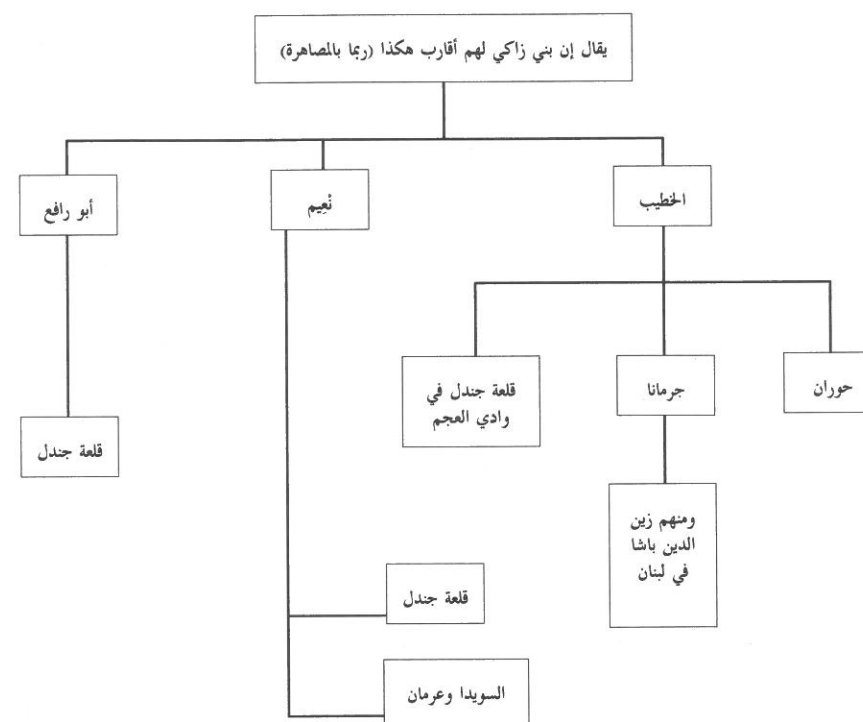 يقال إن بني زاكي لهم أقارب هكذا (ربما بالمصاهرة)
الخطيب
نُعِيم
أبو رافع
حوران
جرمانا
قلعة جندل في
وادي العجم
قلعة جندل
ومنهم زين
الدين باشا
في لبنان
قلعة جندل
السويدا وعرمان